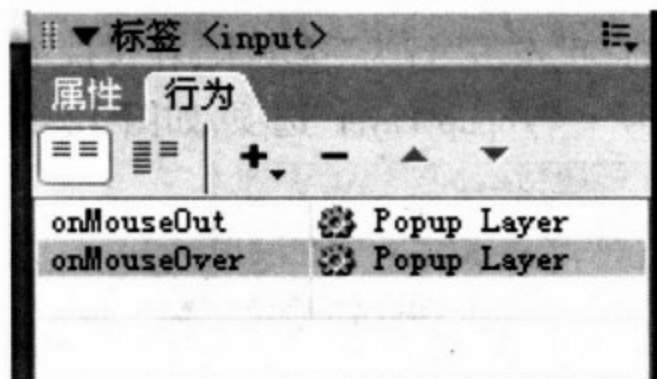 标签 <input>
属性 行为
onMouseOut Popup Layer
onMouseOver Popup Layer